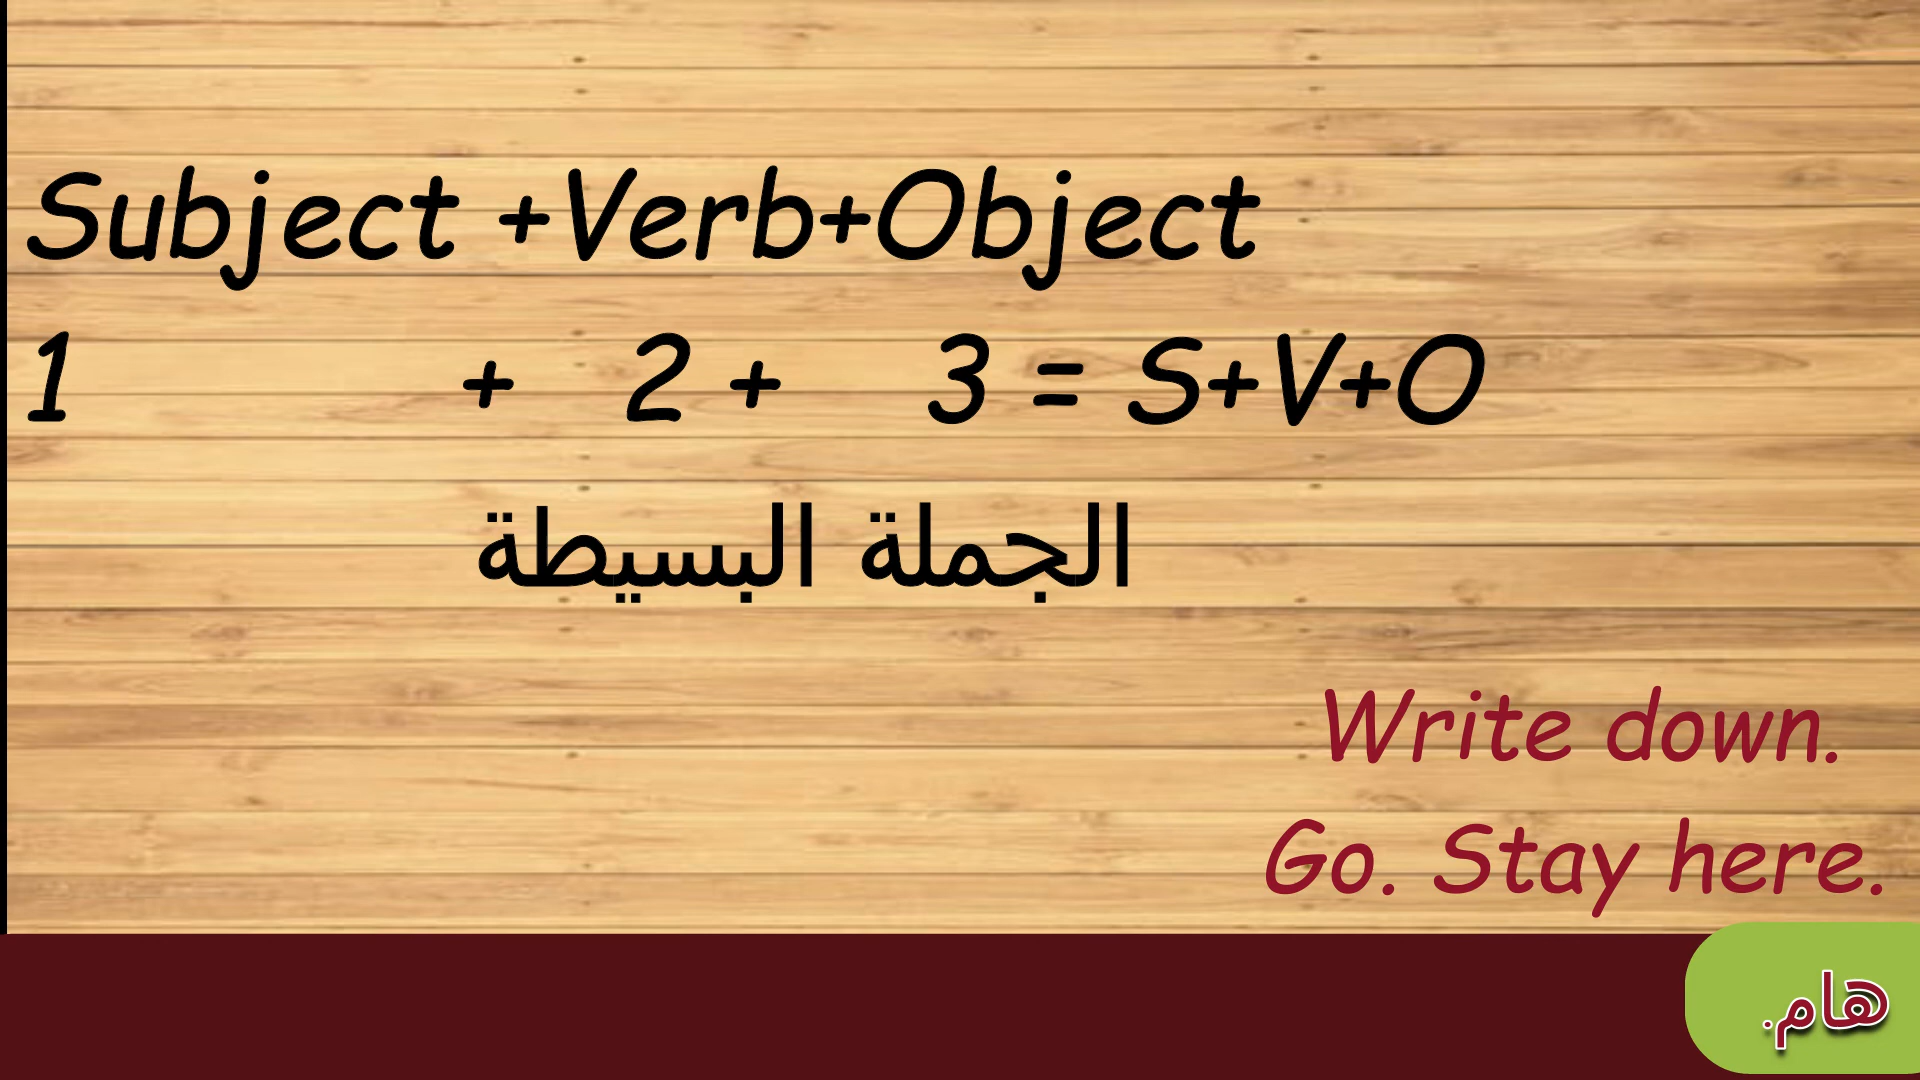 Subject +Verb+Object
1 + 2 + 3 = S+V+O
الجملة البسيطة
Write down.
Go. Stay here.
هام.